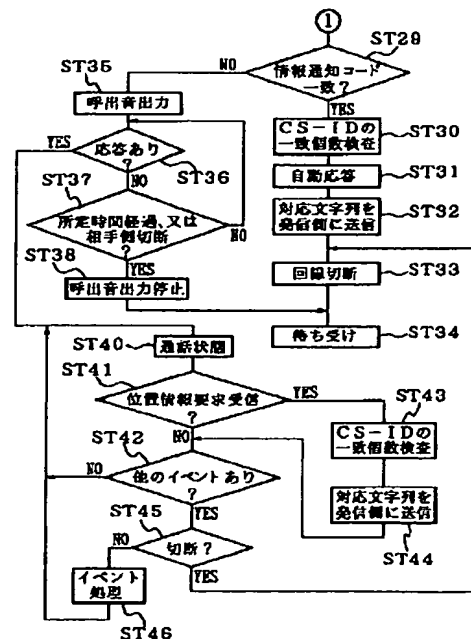 ①
ST29
NO
情報通知コード
一致?
YES
ST35
呼出音出力
CS-IDの
一致個数検査
ST30
YES
応答あり
?
ST36
自動応答
ST31
NO
ST37
対応文字列を
発信側に送信
ST32
所定時間経過、又は
相手側切断
?
NO
YES
ST38
回線切断
ST33
呼出音出力停止
待ち受け
ST34
ST40
通話状態
ST41
位置情報要求受信
?
YES
ST43
NO
CS-IDの
一致個数検査
ST42
他のイベントあり
?
NO
YES
対応文字列を
発信側に送信
ST44
ST45
切断?
NO
YES
イベント
処理
ST46